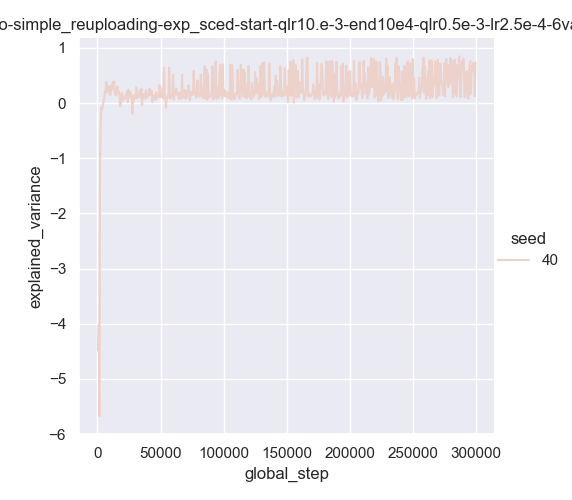 o-simple_reuploading-exp_sced-start-qlr10.e-3-end10e4-qlr0.5e-3-lr2.5e-4-6va
1
0
−1
−2
−3
−4
−5
−6
explained_variance
0 50000 100000 150000 200000 250000 300000
global_step
seed
40